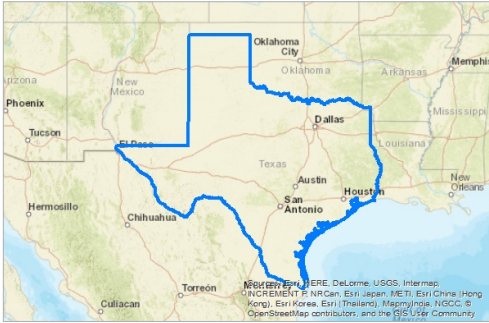 Oklahoma
City
Oklahoma
Memphis
Arizona
New
Mexico
Arkansas
Phoenix
Mississippi
Dallas
Tucson
El Paso
Louisiana
Texas
Austin
New
Orleans
Houston
San
Antonio
Hermosillo
Chihuahua
Monterrey
Torreón
Culiacan
Sources: Esri, HERE, DeLorme, USGS, Intermap,
INCREMENT P, NRCan, Esri Japan, METI, Esri China (Hong
Kong), Esri Korea, Esri (Thailand), MapmyIndia, NGCC, ©
OpenStreetMap contributors, and the GIS User Community